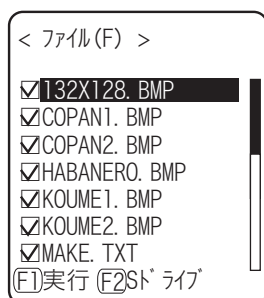 < ﾌｧｲﾙ(F) >
132X128. BMP
COPAN1. BMP
COPAN2. BMP
HABANERO. BMP
KOUME1. BMP
KOUME2. BMP
MAKE. TXT
F1実行 F2Sﾄﾞﾗｲﾌﾞ